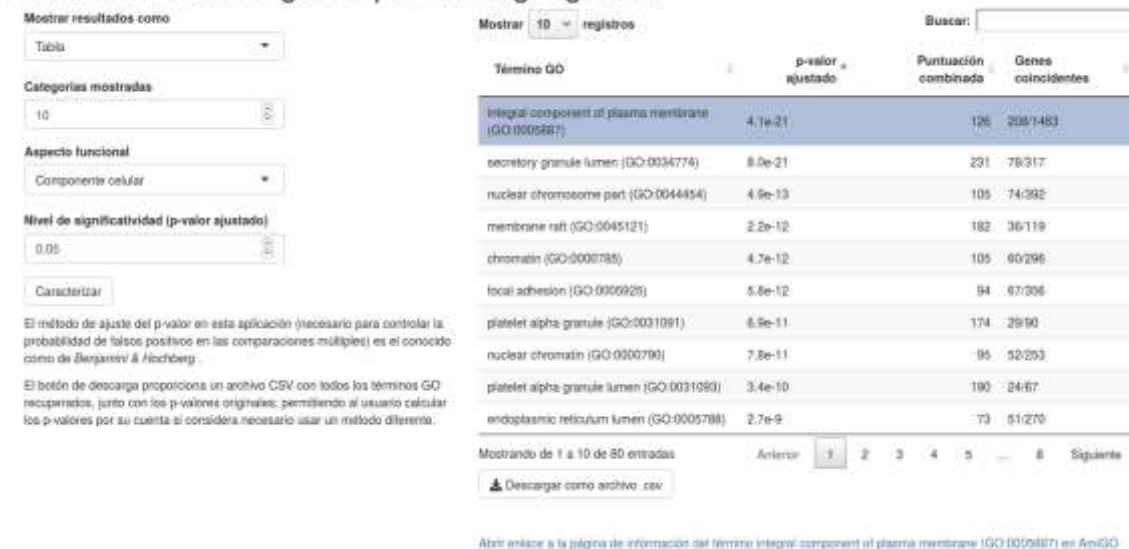 Mostrar resultados como
Tabla
Categorías mostradas
10
Aspecto funcional
Componente celular
Nivel de significatividad (p-valor ajustado)
0.05
Caracterizar
El método de ajuste del p-valor en esta aplicación (necesario para controlar la
probabilidad de falsos positivos en las comparaciones múltiples) es el conocido
como de Benjamini & Hochberg .
El botón de descarga proporciona un archivo CSV con todos los términos GO
recuperados, junto con los p-valores originales; permitiendo al usuario calcular
los p-valores por su cuenta si considera necesario usar un método diferente.
Mostrar 10 registros
Buscar:
Término GO p-valor ajustado Puntuación combinada Genes coincidentes
integral component of plasma membrane (GO:0005887) 4.1e-21 126 208/1463
secretory granule lumen (GO:0034774) 8.0e-21 231 78/317
nuclear chromosome part (GO:0044454) 4.9e-13 105 74/392
membrane raft (GO:0045121) 2.2e-12 182 36/119
chromatin (GO:0000785) 4.7e-12 105 60/296
focal adhesion (GO:0005925) 5.8e-12 94 67/356
platelet alpha granule (GO:0031091) 6.9e-11 174 29/90
nuclear chromatin (GO:0000790) 7.8e-11 95 52/253
platelet alpha granule lumen (GO:0031093) 3.4e-10 190 24/67
endoplasmic reticulum lumen (GO:0005788) 2.7e-9 73 51/270
Mostrando de 1 a 10 de 80 entradas
Anterior 1 2 3 4 5 ... 8 Siguiente
Descargar como archivo .csv
Abrir enlace a la página de información del término integral component of plasma membrane (GO:0005887) en AmiGO